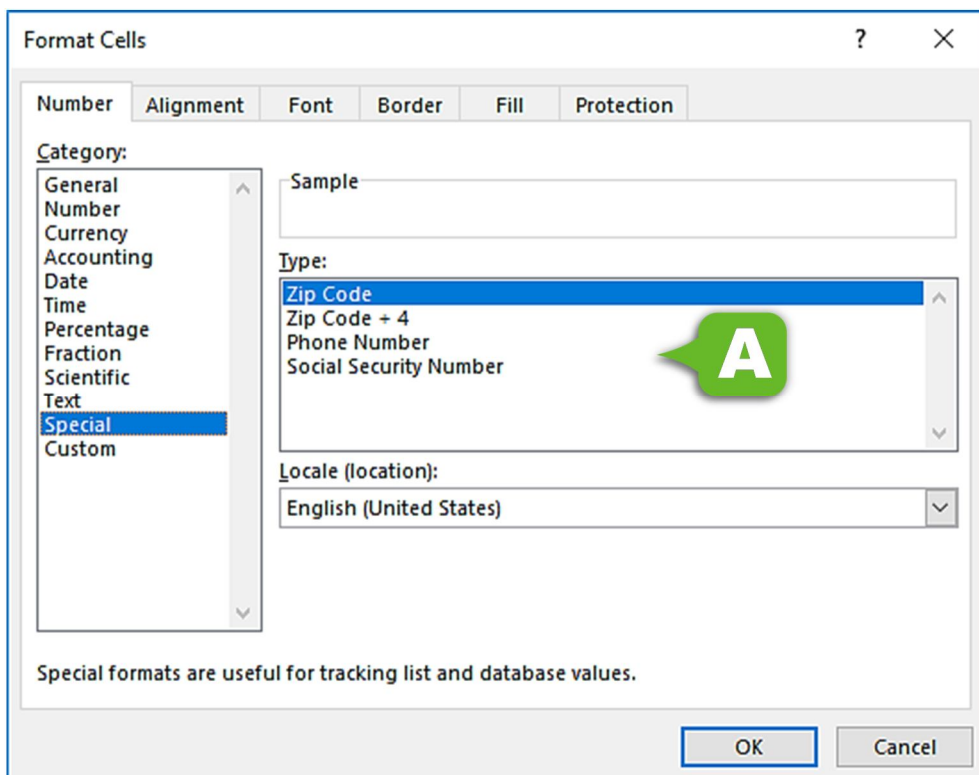 Format Cells
?
Number Alignment Font Border Fill Protection
Category:
General
Number
Currency
Accounting
Date
Time
Percentage
Fraction
Scientific
Text
Special
Custom
Sample
Type:
Zip Code
Zip Code + 4
Phone Number
Social Security Number
A
Locale (location):
English (United States)
Special formats are useful for tracking list and database values.
OK Cancel